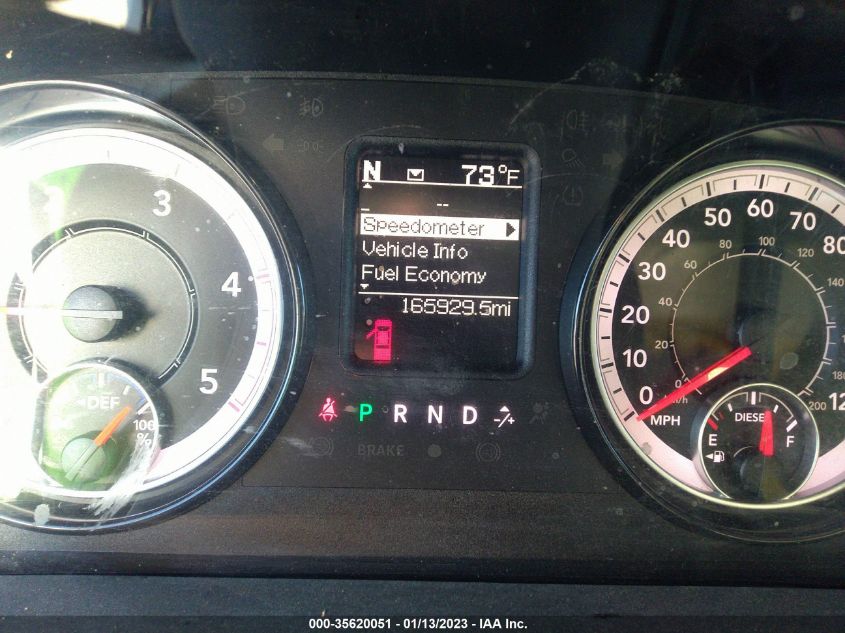 N 73°F
--
Speedometer
Vehicle Info
Fuel Economy
165929.5mi
3
4
5
DEF
100
%
P R N D -/+
BRAKE
0
10
20
30
40
50
60
70
80
12
0
20
40
60
80
100
120
200
MPH
DIESEL
E F
000-35620051 - 01/13/2023 - IAA Inc.